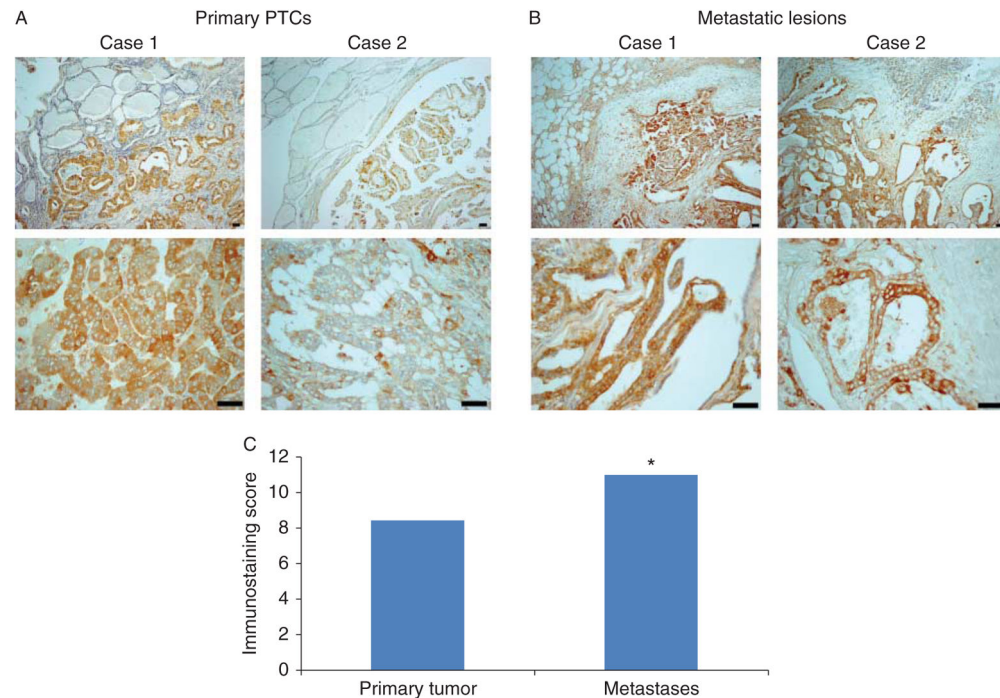 A
Primary PTCs
Case 1
Case 2
B
Metastatic lesions
Case 1
Case 2
C
Immunostaining score
12
10
8
6
4
2
0
*
Primary tumor
Metastases